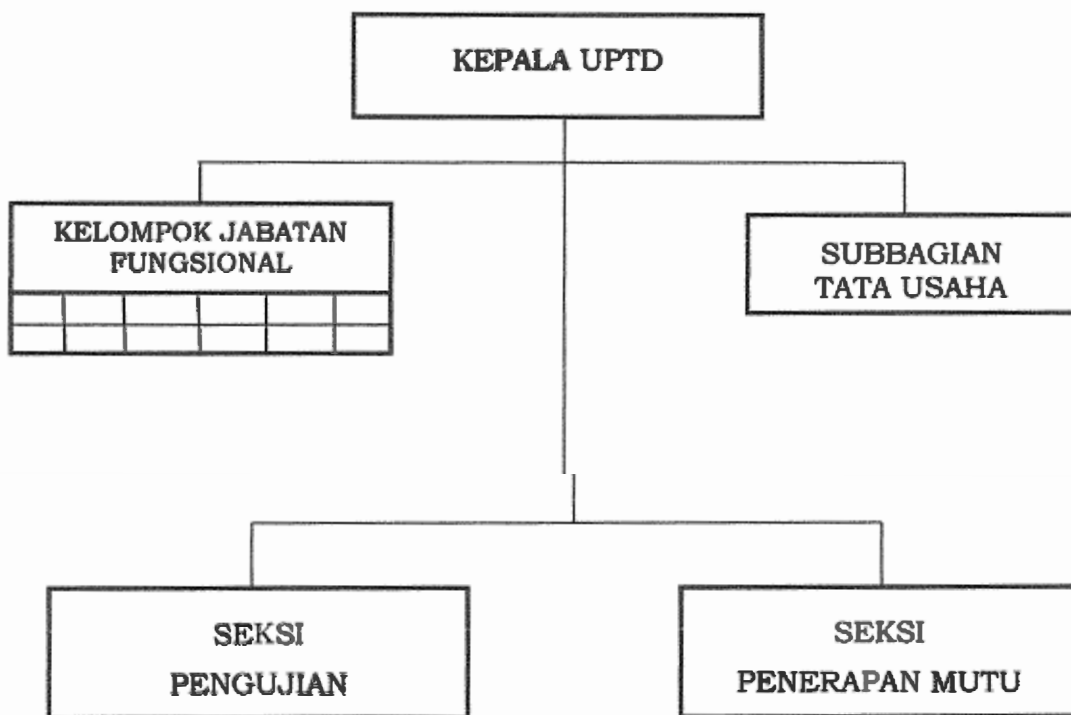 KEPALA UPTD
KELOMPOK JABATAN
FUNGSIONAL
SUBBAGIAN
TATA USAHA
SEKSI
PENGUJIAN
SEKSI
PENERAPAN MUTU